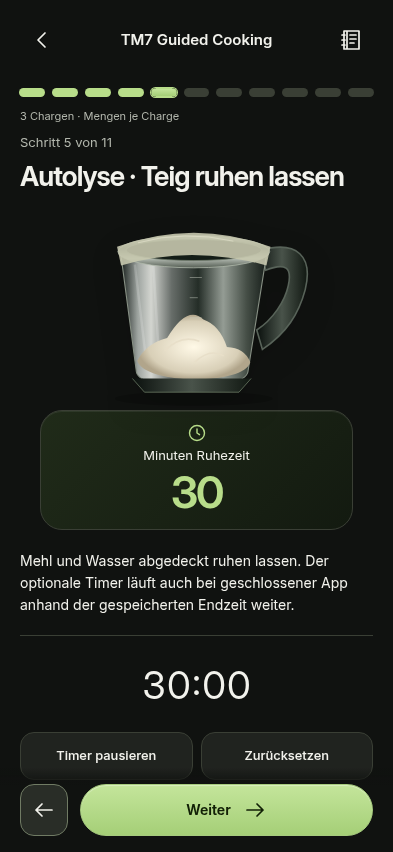 TM7 Guided Cooking
3 Chargen · Mengen je Charge
Schritt 5 von 11
Autolyse · Teig ruhen lassen
Minuten Ruhezeit
30
Mehl und Wasser abgedeckt ruhen lassen. Der
optionale Timer läuft auch bei geschlossener App
anhand der gespeicherten Endzeit weiter.
30:00
Timer pausieren
Zurücksetzen
Weiter